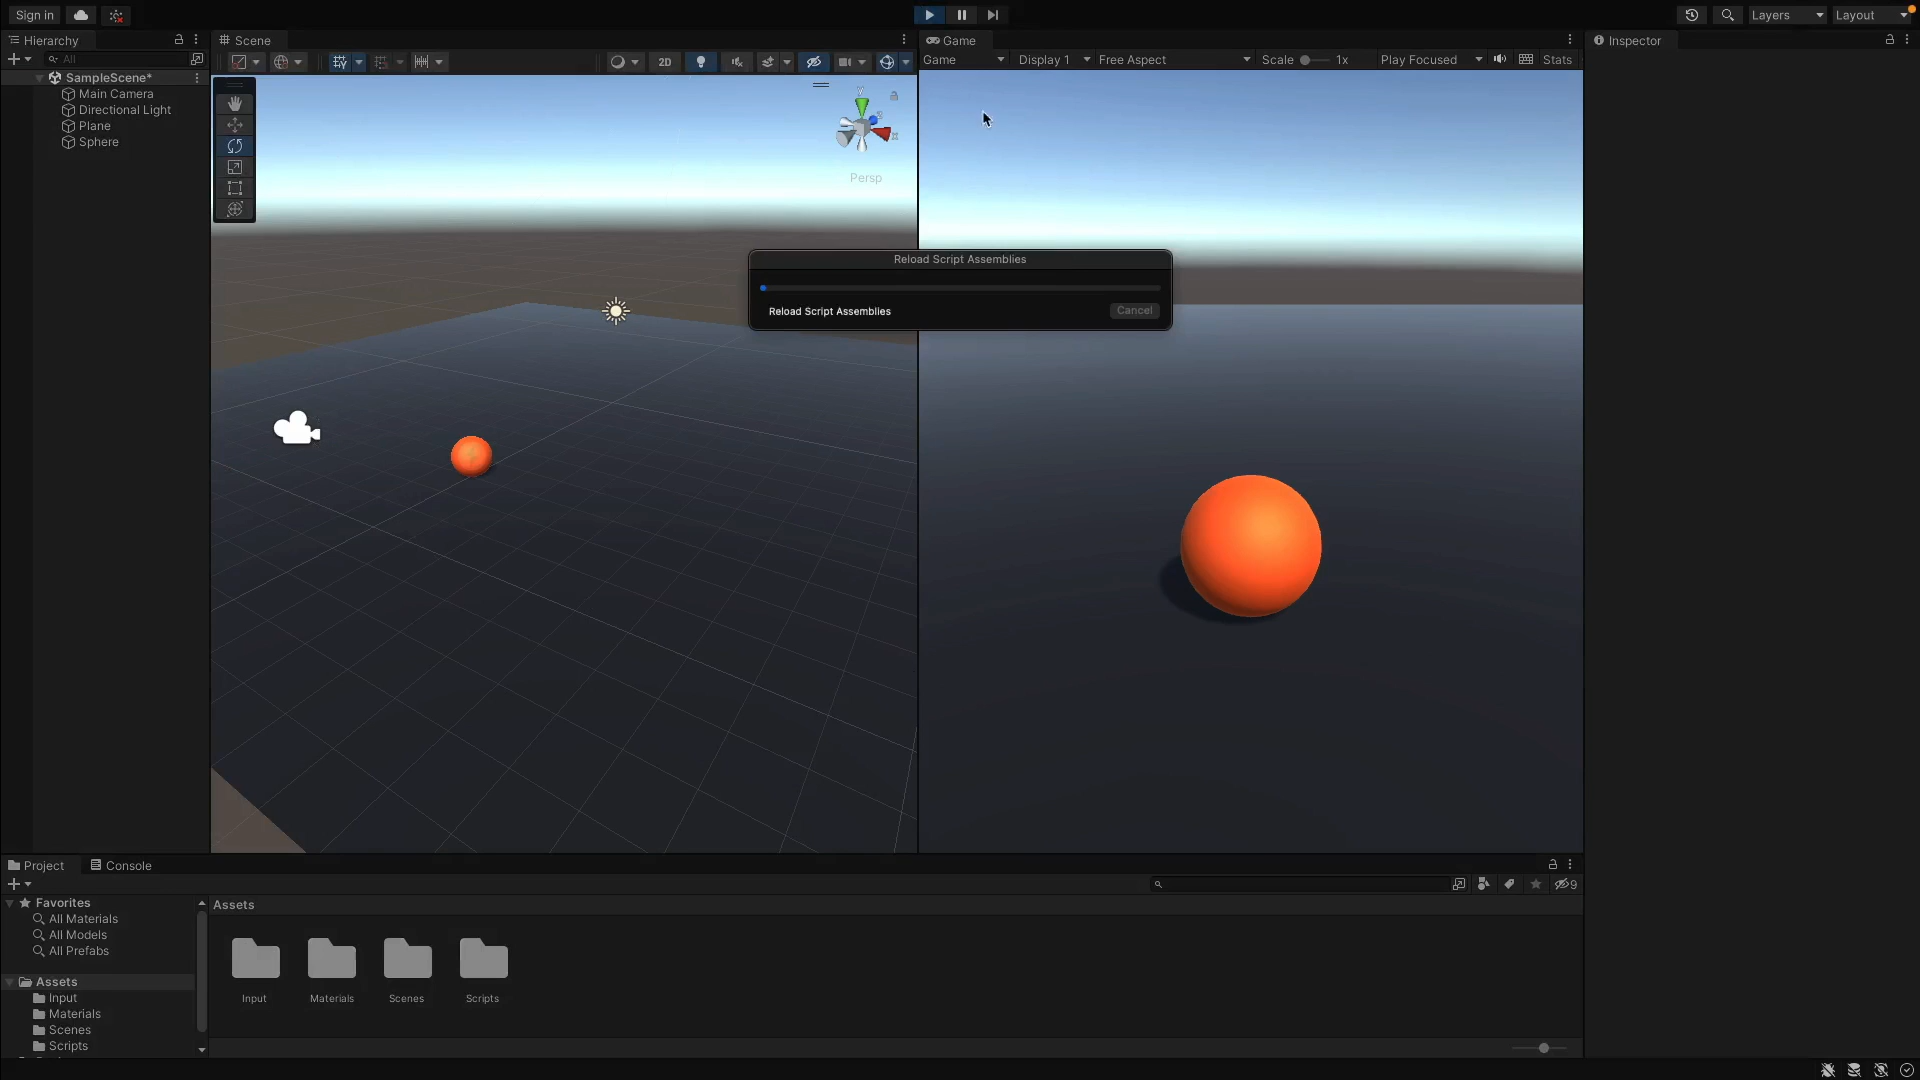 Sign in
Layers
Layout
Hierarchy
Scene
Game
Inspector
All
2D
Game
Display 1
Free Aspect
Scale
1x
Play Focused
Stats
SampleScene*
Main Camera
Directional Light
Plane
Sphere
y
x
Persp
Reload Script Assemblies
Reload Script Assemblies
Cancel
Project
Console
9
Favorites
All Materials
All Models
All Prefabs
Assets
Input
Materials
Scenes
Scripts
Assets
Input
Materials
Scenes
Scripts